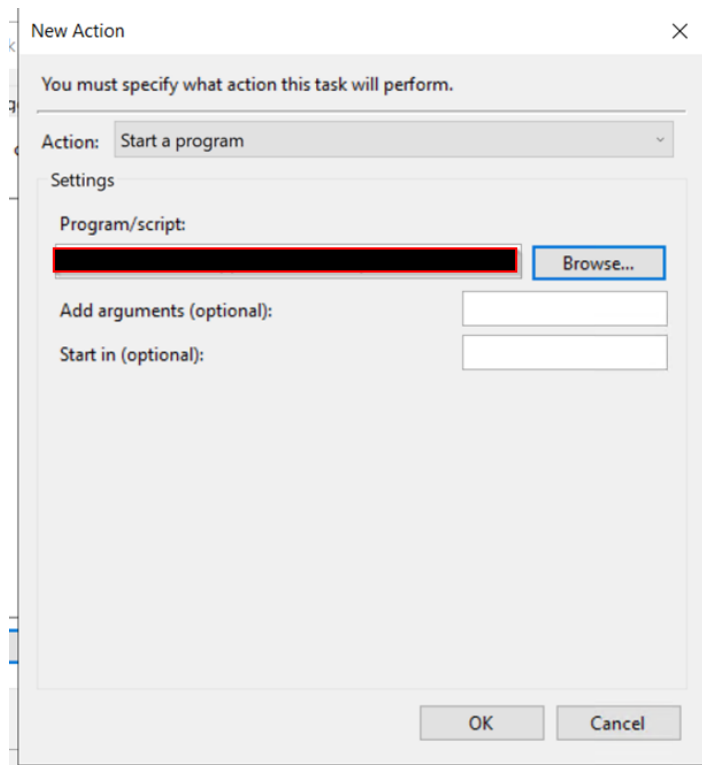 New Action
You must specify what action this task will perform.
Action: Start a program
Settings
Program/script:
Browse...
Add arguments (optional):
Start in (optional):
OK Cancel